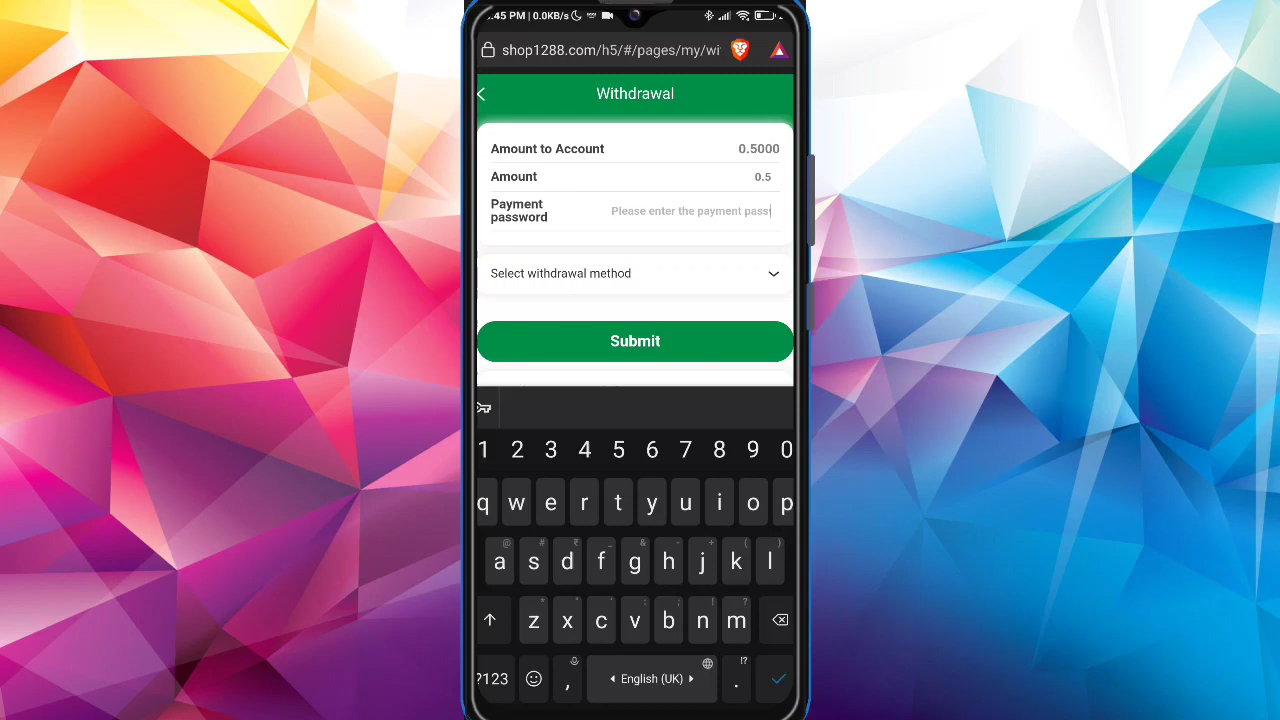 .45 PM | 0.0KB/s
shop1288.com/h5/#/pages/my/wi
Withdrawal
Amount to Account 0.5000
Amount 0.5
Payment password
Please enter the payment pass
Select withdrawal method
Submit
1 2 3 4 5 6 7 8 9 0
q w e r t y u i o p
@ # ₹ _ & - + ( )
a s d f g h j k l
* " ' : ; ! ?
z x c v b n m
!?
?123 , English (UK) .